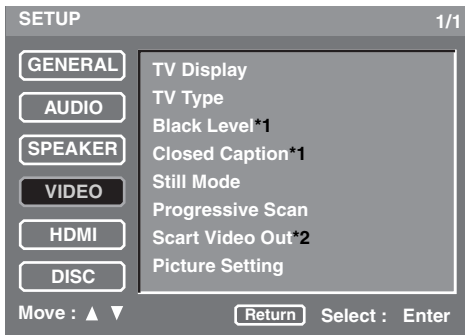 SETUP 1/1
GENERAL
AUDIO
SPEAKER
VIDEO
HDMI
DISC
TV Display
TV Type
Black Level*1
Closed Caption*1
Still Mode
Progressive Scan
Scart Video Out*2
Picture Setting
Move : ▲ ▼ Return Select : Enter